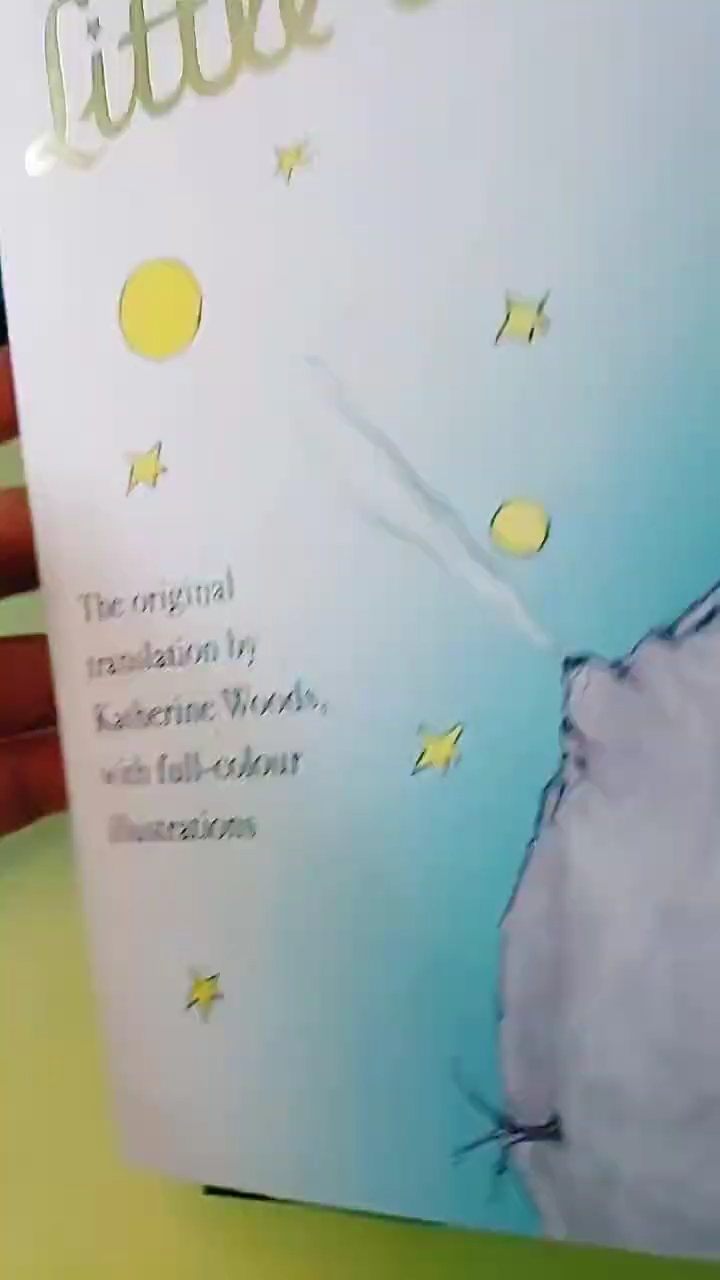 Little
The original
translation by
Katherine Woods,
with full-colour
illustrations